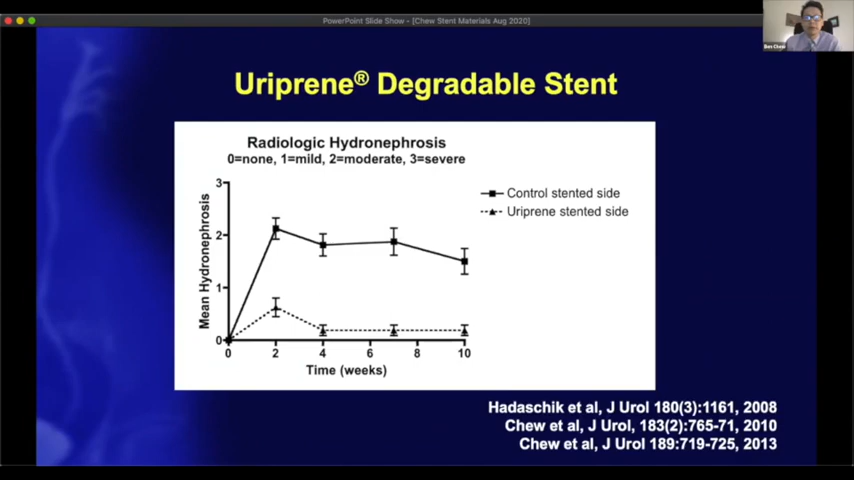 PowerPoint Slide Show - [Chew Stent Materials Aug 2020]
Ben Chew
Uriprene® Degradable Stent
Radiologic Hydronephrosis
0=none, 1=mild, 2=moderate, 3=severe
Control stented side
Uriprene stented side
Mean Hydronephrosis
3
2
1
0
0 2 4 6 8 10
Time (weeks)
Hadaschik et al, J Urol 180(3):1161, 2008
Chew et al, J Urol, 183(2):765-71, 2010
Chew et al, J Urol 189:719-725, 2013